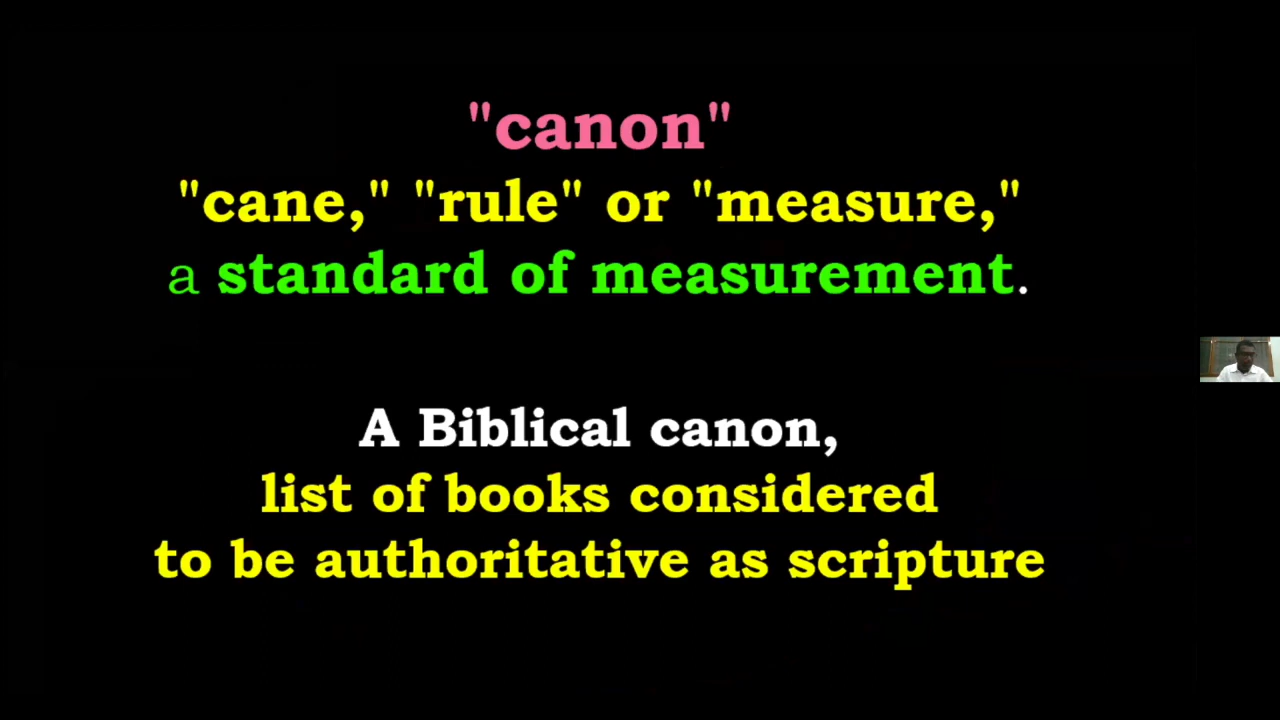 "canon"
"cane," "rule" or "measure,"
a standard of measurement.
A Biblical canon,
list of books considered
to be authoritative as scripture